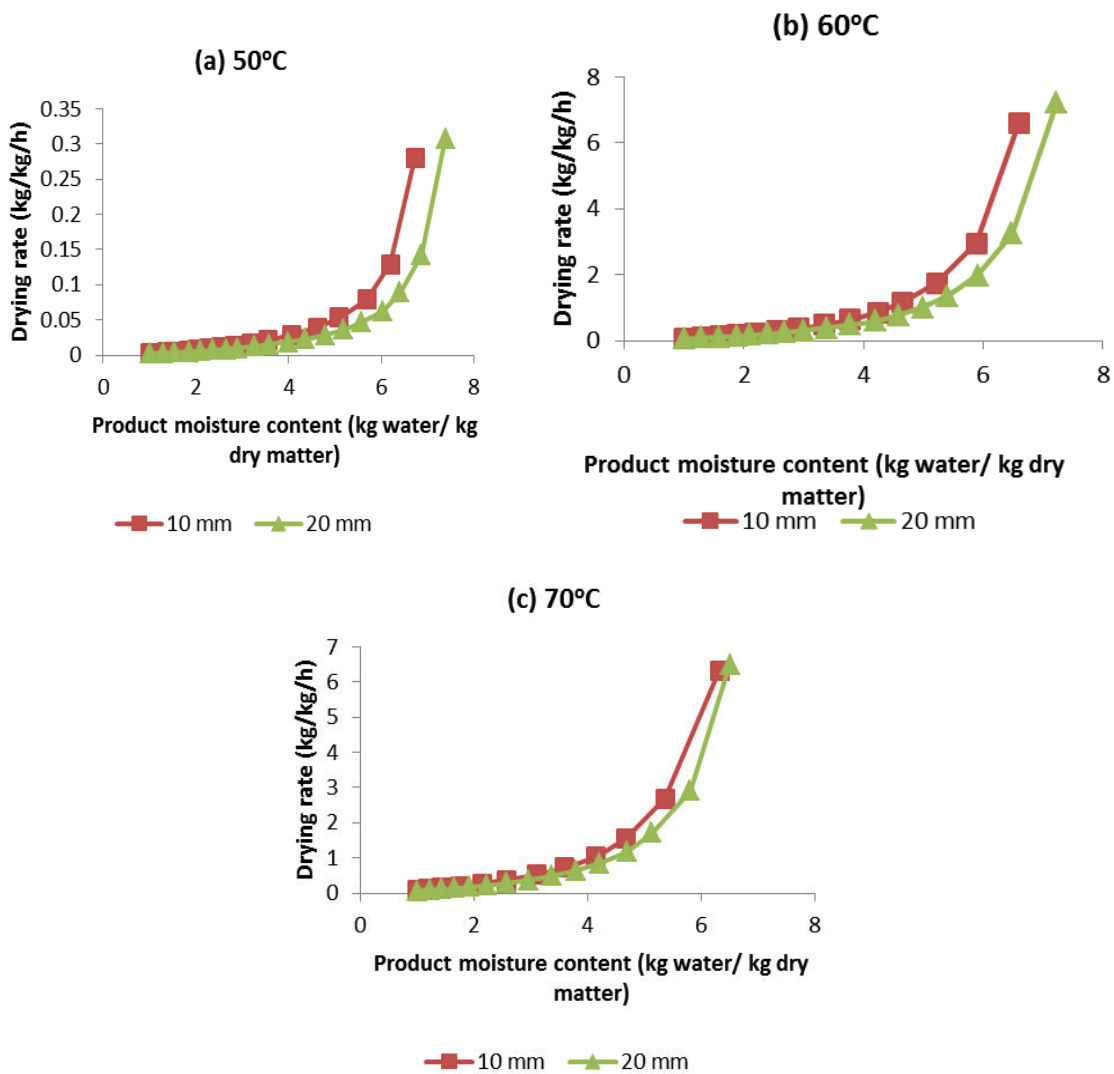 (a) 50ºC
0.35
0.3
0.25
0.2
0.15
0.1
0.05
0
Drying rate (kg/kg/h)
0 2 4 6 8
Product moisture content (kg water/ kg
dry matter)
10 mm 20 mm
(b) 60ºC
8
6
4
2
0
Drying rate (kg/kg/h)
0 2 4 6 8
Product moisture content (kg water/ kg dry
matter)
10 mm 20 mm
(c) 70ºC
7
6
5
4
3
2
1
0
Drying rate (kg/kg/h)
0 2 4 6 8
Product moisture content (kg water/ kg dry
matter)
10 mm 20 mm